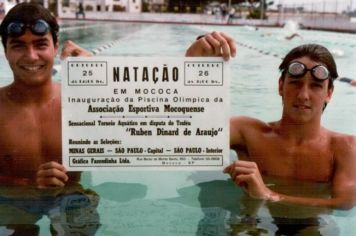 OUTUBRO 25
NATAÇÃO
OUTUBRO 26
EM MOCOCA
Inauguração da Piscina Olímpica da
Associação Esportiva Mocoquense
Sensacional Torneio Aquático em disputa do Troféu
"Ruben Dinard de Araujo"
Reunindo as Seleções:
MINAS GERAIS — SÃO PAULO - Capital — SÃO PAULO - Interior
Gráfica Fazendinha Ltda.